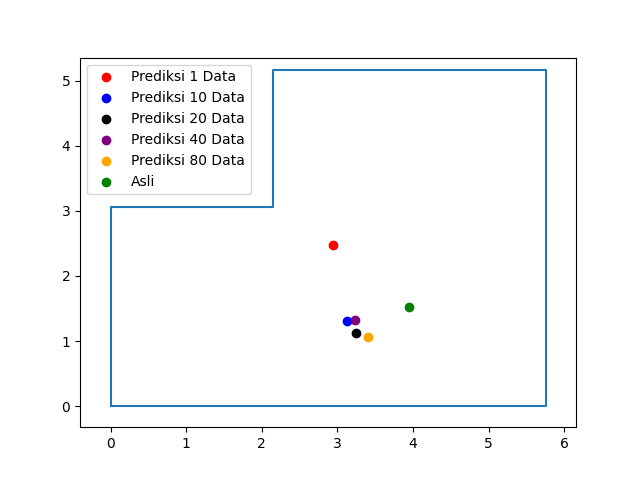 Prediksi 1 Data
Prediksi 10 Data
Prediksi 20 Data
Prediksi 40 Data
Prediksi 80 Data
Asli
5
4
3
2
1
0
0 1 2 3 4 5 6